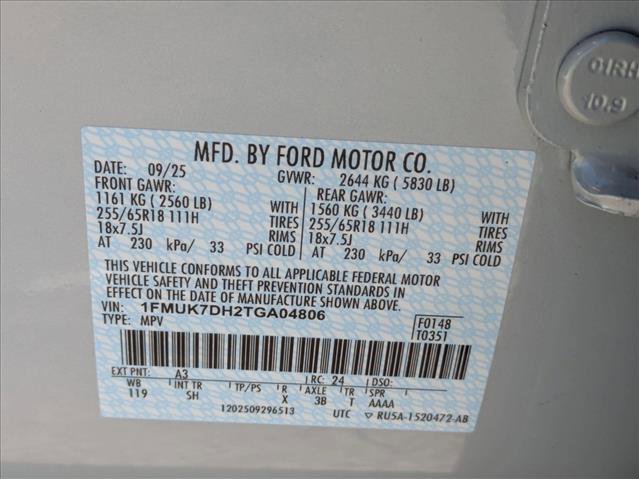 01RH
10.9
MFD. BY FORD MOTOR CO.
DATE: 09/25 GVWR: 2644 KG ( 5830 LB)
FRONT GAWR: REAR GAWR:
1161 KG ( 2560 LB) WITH 1560 KG ( 3440 LB) WITH
255/65R18 111H TIRES 255/65R18 111H TIRES
18x7.5J RIMS 18x7.5J RIMS
AT 230 kPa/ 33 PSI COLD AT 230 kPa/ 33 PSI COLD
THIS VEHICLE CONFORMS TO ALL APPLICABLE FEDERAL MOTOR
VEHICLE SAFETY AND THEFT PREVENTION STANDARDS IN
EFFECT ON THE DATE OF MANUFACTURE SHOWN ABOVE.
VIN: 1FMUK7DH2TGA04806 F0148
TYPE: MPV T0351
EXT PNT: A3 RC: 24 DSO:
WB INT TR TP/PS R AXLE TR SPR
119 SH X 3B T AAAA
1202509296513 UTC ▽ RU5A-1520472-AB